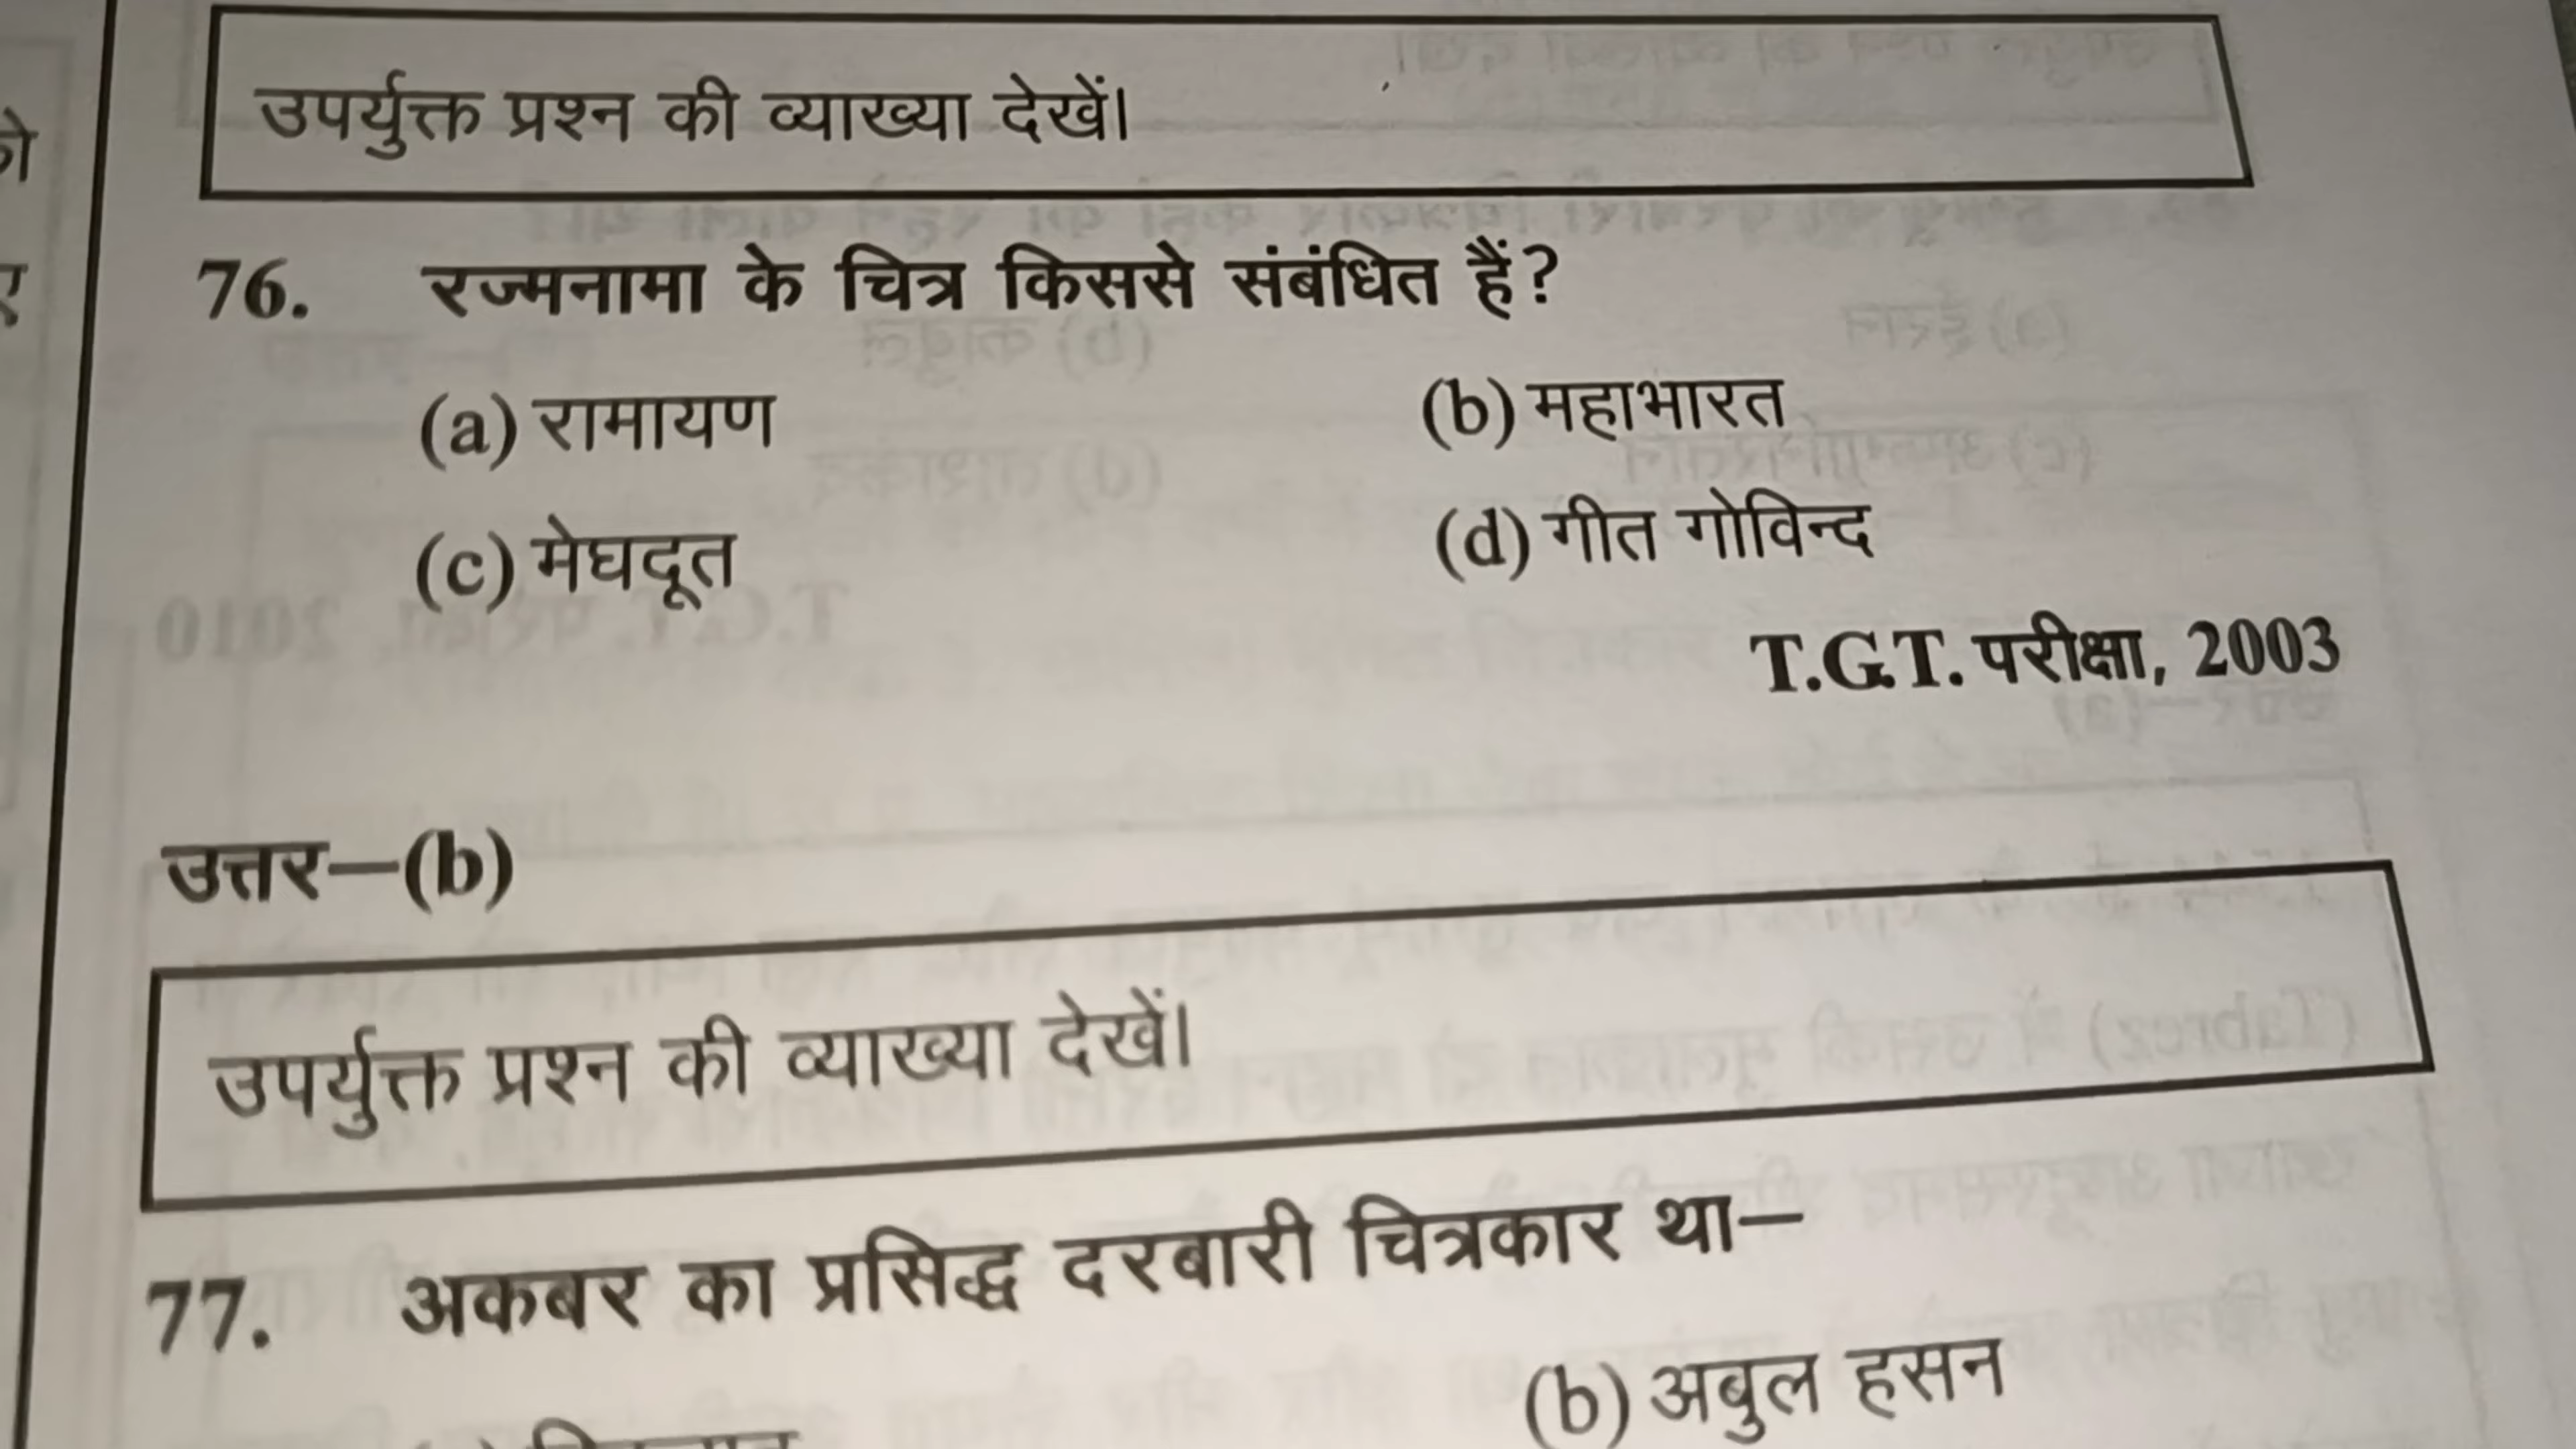 उपर्युक्त प्रश्न की व्याख्या देखें।
76. रज्मनामा के चित्र किससे संबंधित हैं?
(a) रामायण (b) महाभारत
(c) मेघदूत (d) गीत गोविन्द
T.G.T. परीक्षा, 2003
उत्तर—(b)
उपर्युक्त प्रश्न की व्याख्या देखें।
77. अकबर का प्रसिद्ध दरबारी चित्रकार था—
(b) अबुल हसन